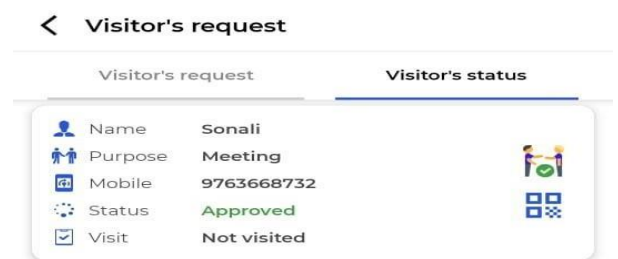 Visitor's request
Visitor's request Visitor's status
Name Sonali
Purpose Meeting
Mobile 9763668732
Status Approved
Visit Not visited